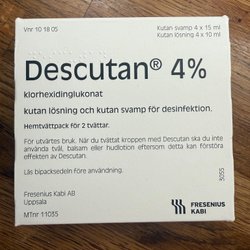 Vnr 10 18 05
Kutan svamp 4 x 15 ml
Kutan lösning 4 x 10 ml
Descutan® 4%
klorhexidinglukonat
kutan lösning och kutan svamp för desinfektion.
Hemtvättpack för 2 tvättar.
För utvärtes bruk. När du tvättat kroppen med Descutan ska du inte
använda tvål, balsam eller hudlotion eftersom detta kan förstöra
effekten av Descutan.
Läs bipacksedeln före användning.
Fresenius Kabi AB
Uppsala
MTnr 11035
FRESENIUS
KABI